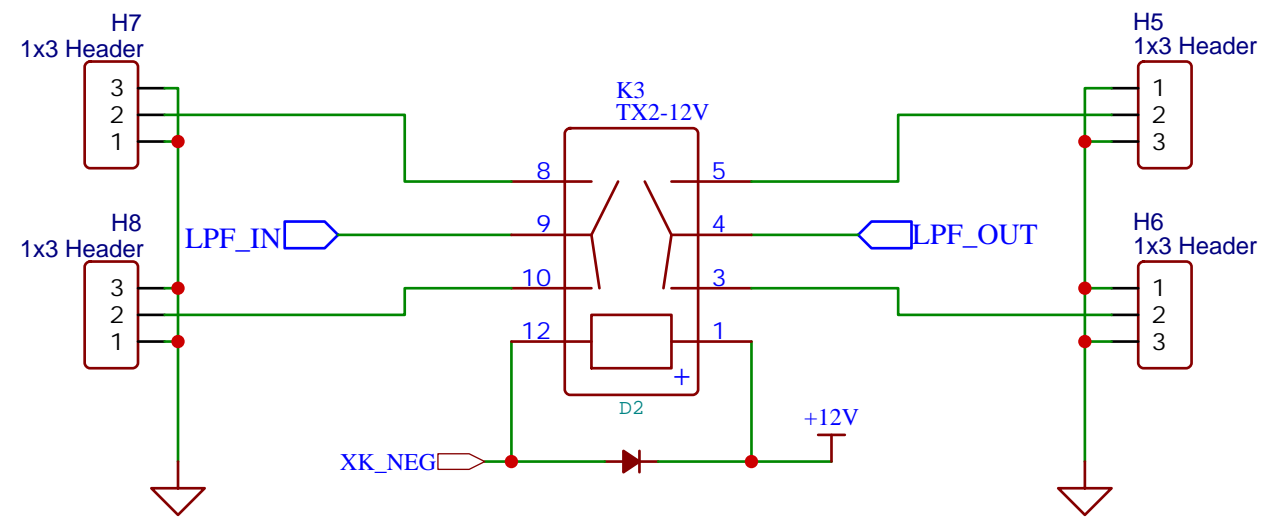 H7
1x3 Header
3
2
1
H8
1x3 Header
3
2
1
LPF_IN
K3
TX2-12V
8
5
9
4
10
3
12
1
+
D2
XK_NEG
+12V
LPF_OUT
H5
1x3 Header
1
2
3
H6
1x3 Header
1
2
3